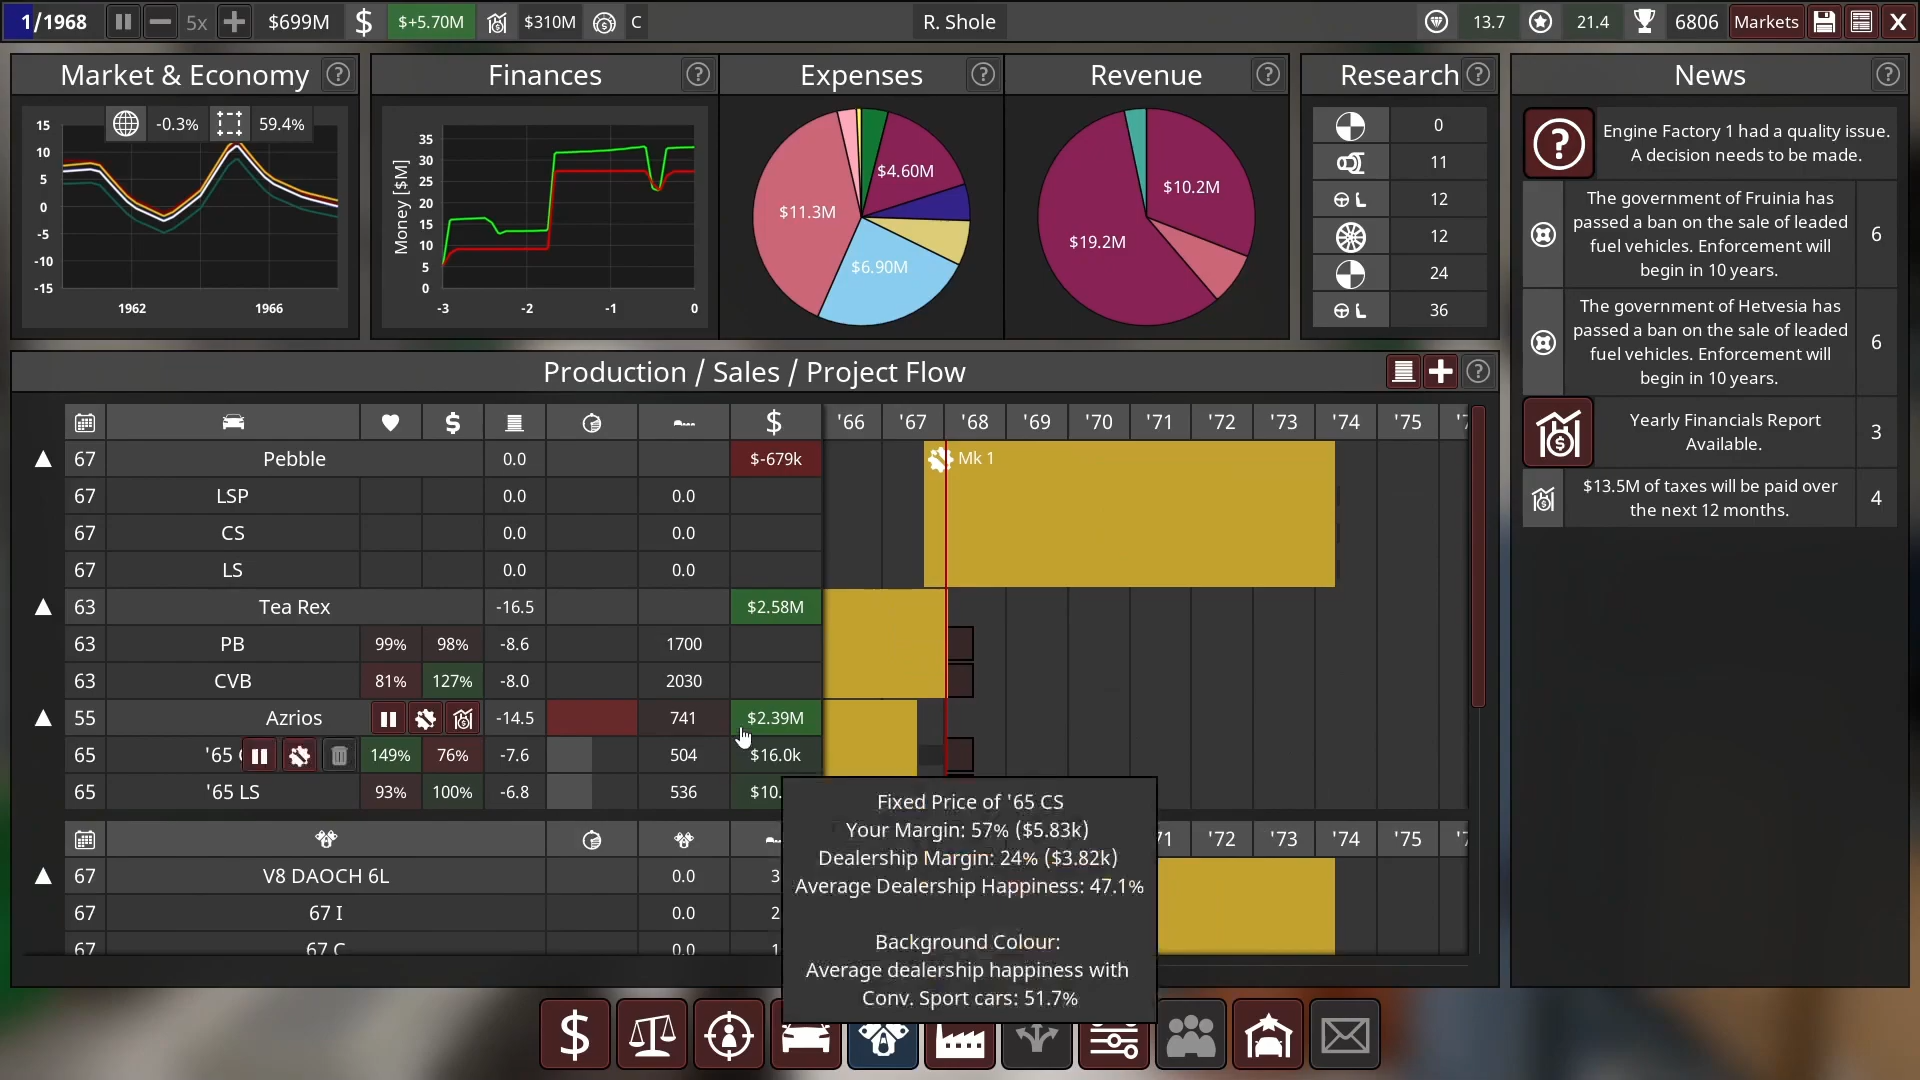 1/1968
5x
$699M
$+5.70M
$310M
C
R. Shole
13.7
21.4
6806
Markets
Market & Economy
-0.3%
59.4%
15
10
5
0
-5
-10
-15
1962
1966
Finances
Money [$M]
35
30
25
20
15
10
5
0
-3
-2
-1
0
Expenses
$4.60M
$11.3M
$6.90M
Revenue
$10.2M
$19.2M
Research
0
11
12
12
24
36
News
Engine Factory 1 had a quality issue.
A decision needs to be made.
The government of Fruinia has
passed a ban on the sale of leaded
fuel vehicles. Enforcement will
begin in 10 years.
6
The government of Hetvesia has
passed a ban on the sale of leaded
fuel vehicles. Enforcement will
begin in 10 years.
6
Yearly Financials Report
Available.
3
$13.5M of taxes will be paid over
the next 12 months.
4
Production / Sales / Project Flow
'66 '67 '68 '69 '70 '71 '72 '73 '74 '75
67 Pebble 0.0 $-679k Mk 1
67 LSP 0.0 0.0
67 CS 0.0 0.0
67 LS 0.0 0.0
63 Tea Rex -16.5 $2.58M
63 PB 99% 98% -8.6 1700
63 CVB 81% 127% -8.0 2030
55 Azrios -14.5 741 $2.39M
65 '65 149% 76% -7.6 504 $16.0k
65 '65 LS 93% 100% -6.8 536 $10.
Fixed Price of '65 CS
Your Margin: 57% ($5.83k)
Dealership Margin: 24% ($3.82k)
Average Dealership Happiness: 47.1%
Background Colour:
Average dealership happiness with
Conv. Sport cars: 51.7%
71 '72 '73 '74 '75
67 V8 DAOCH 6L 0.0 3
67 67 I 0.0 2
67 67 C 0.0 1